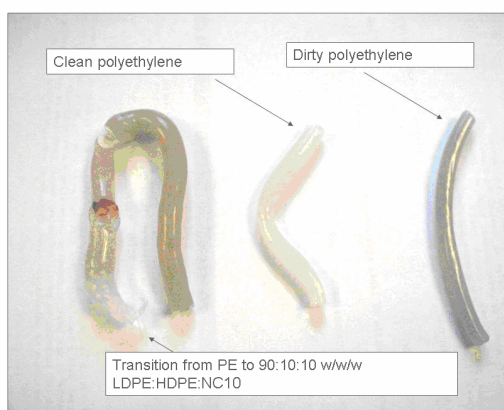 Clean polyethylene
Dirty polyethylene
Transition from PE to 90:10:10 w/w/w
LDPE:HDPE:NC10